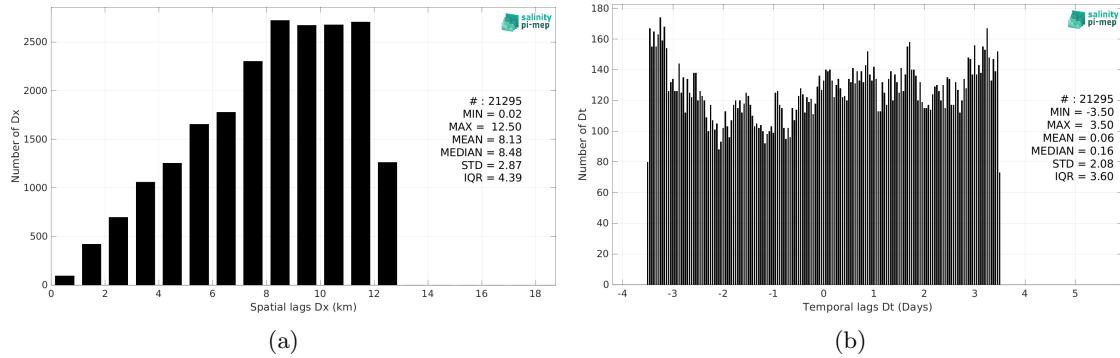 2500
2000
1500
1000
500
0
Number of Dx
0 2 4 6 8 10 12 14 16 18
Spatial lags Dx (km)
salinity
pi-mep
# : 21295
MIN = 0.02
MAX = 12.50
MEAN = 8.13
MEDIAN = 8.48
STD = 2.87
IQR = 4.39
(a)
180
160
140
120
100
80
60
40
20
0
Number of Dt
-4 -3 -2 -1 0 1 2 3 4 5
Temporal lags Dt (Days)
salinity
pi-mep
# : 21295
MIN = -3.50
MAX = 3.50
MEAN = 0.06
MEDIAN = 0.16
STD = 2.08
IQR = 3.60
(b)